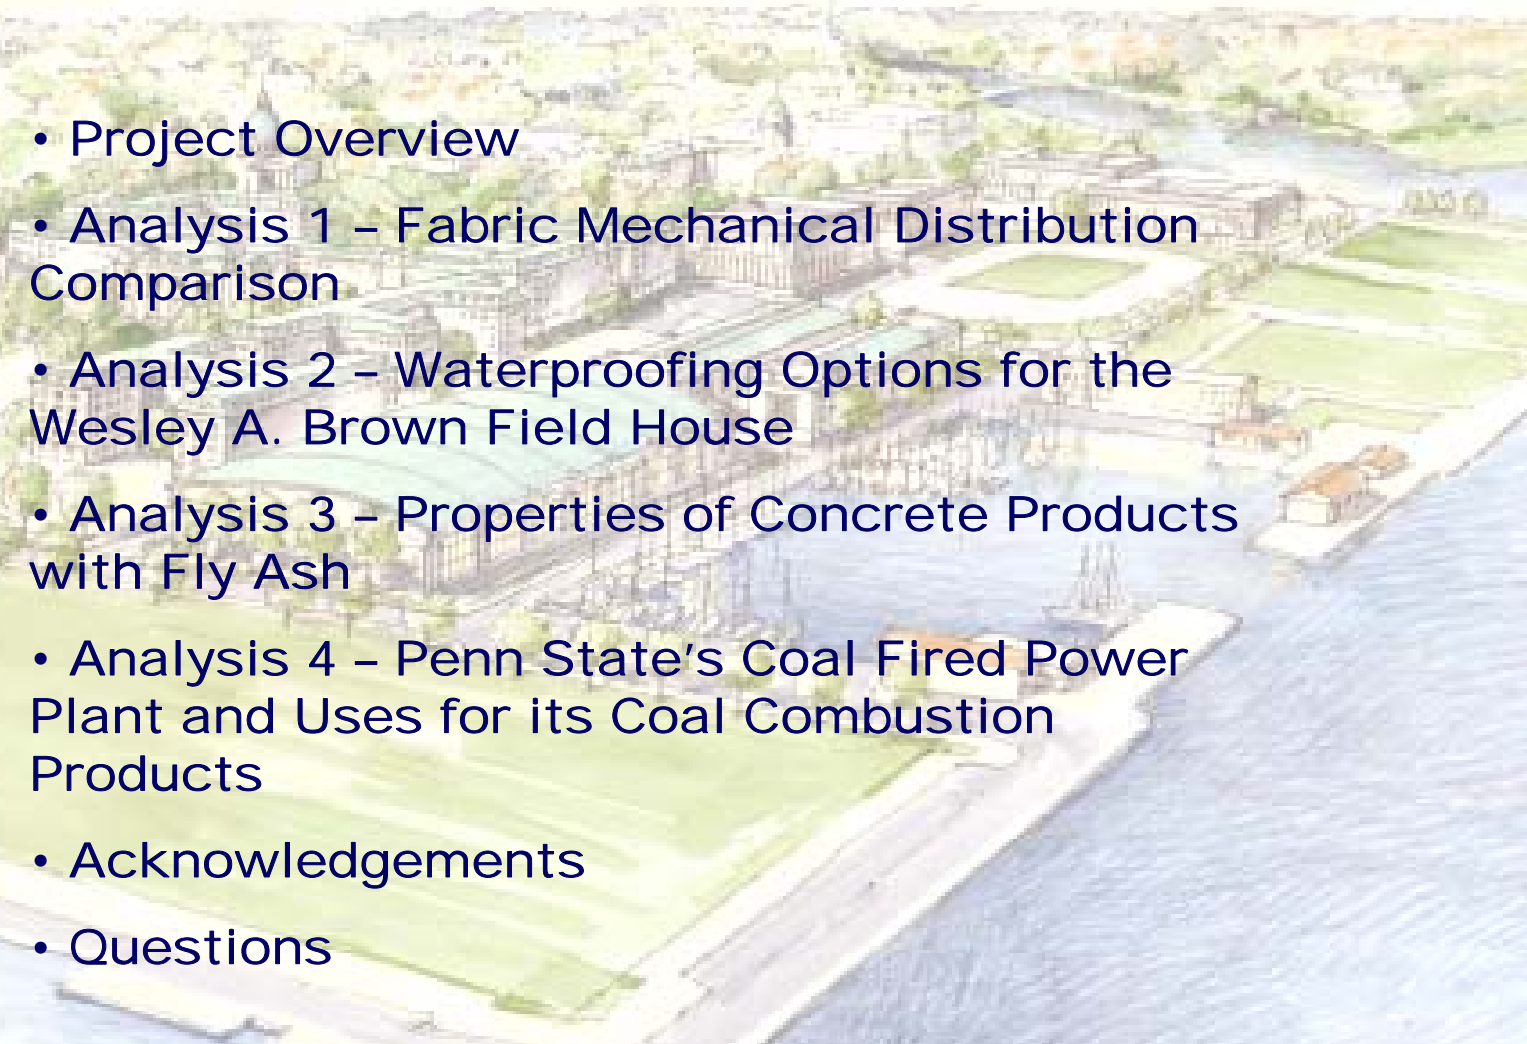 • Project Overview
• Analysis 1 – Fabric Mechanical Distribution
Comparison
• Analysis 2 – Waterproofing Options for the
Wesley A. Brown Field House
• Analysis 3 – Properties of Concrete Products
with Fly Ash
• Analysis 4 – Penn State’s Coal Fired Power
Plant and Uses for its Coal Combustion
Products
• Acknowledgements
• Questions